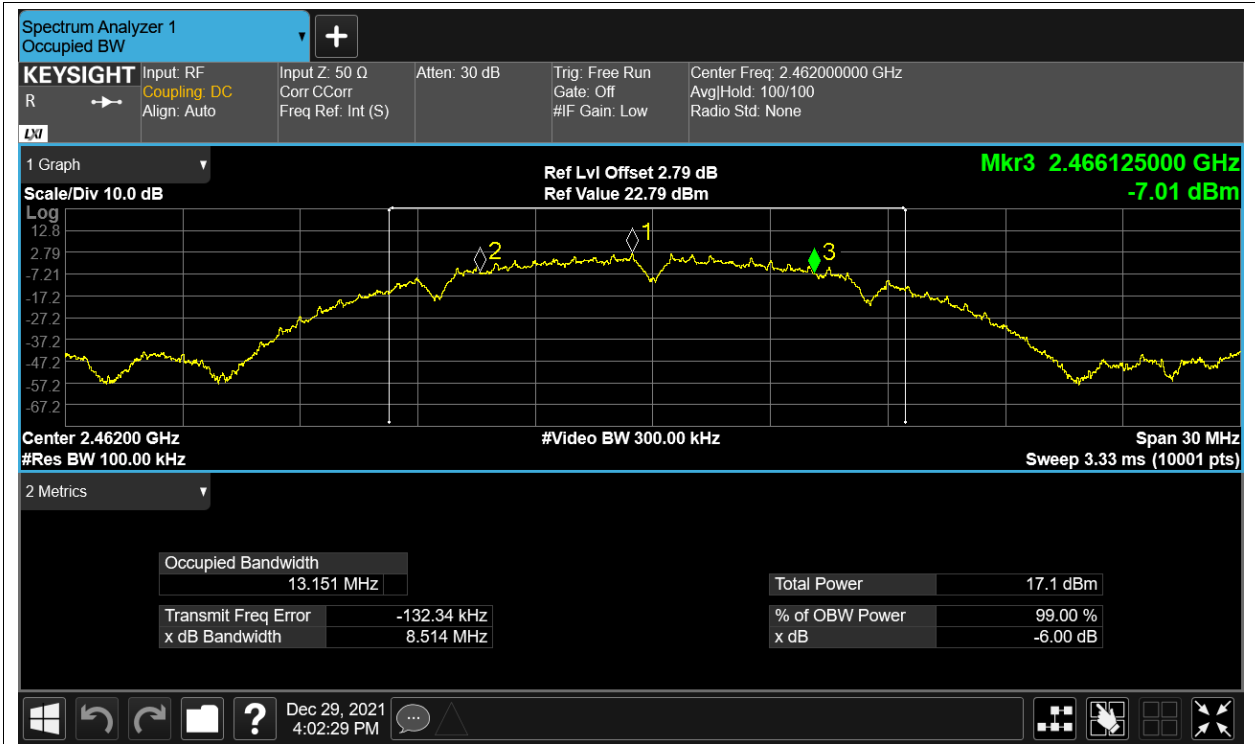 Spectrum Analyzer 1
Occupied BW
▼
+
KEYSIGHT
R
LXI
Input: RF
Coupling: DC
Align: Auto
Input Z: 50 Ω
Corr CCorr
Freq Ref: Int (S)
Atten: 30 dB
Trig: Free Run
Gate: Off
#IF Gain: Low
Center Freq: 2.462000000 GHz
Avg|Hold: 100/100
Radio Std: None
1 Graph ▼
Scale/Div 10.0 dB
Ref Lvl Offset 2.79 dB
Ref Value 22.79 dBm
Mkr3 2.466125000 GHz
-7.01 dBm
Log
12.8
2.79
-7.21
-17.2
-27.2
-37.2
-47.2
-57.2
-67.2
2
1
3
Center 2.46200 GHz
#Res BW 100.00 kHz
#Video BW 300.00 kHz
Span 30 MHz
Sweep 3.33 ms (10001 pts)
2 Metrics ▼
Occupied Bandwidth
13.151 MHz
Transmit Freq Error -132.34 kHz
x dB Bandwidth 8.514 MHz
Total Power 17.1 dBm
% of OBW Power 99.00 %
x dB -6.00 dB
?
Dec 29, 2021
4:02:29 PM